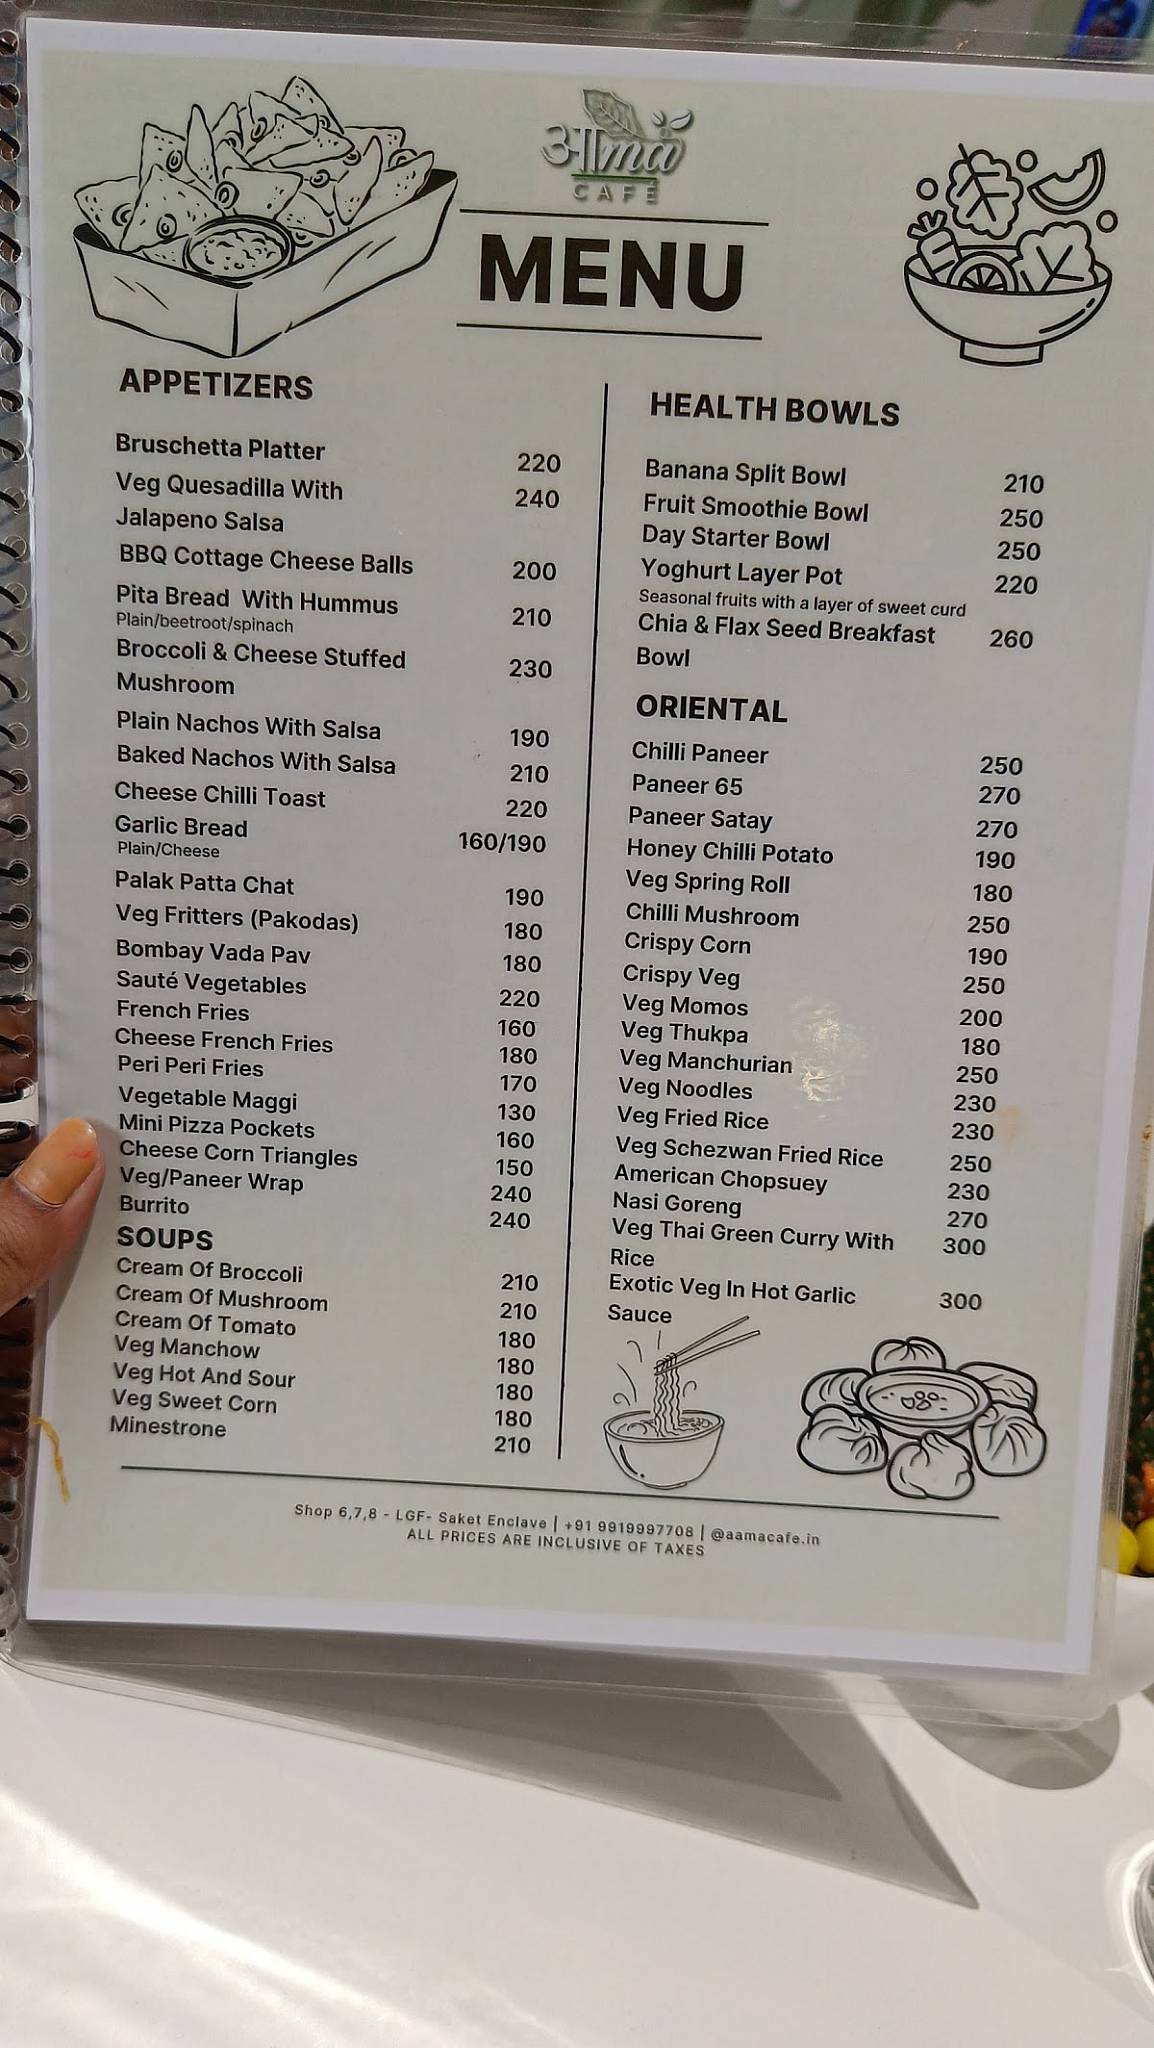 आma
CAFÉ
MENU
APPETIZERS
Bruschetta Platter 220
Veg Quesadilla With 240
Jalapeno Salsa
BBQ Cottage Cheese Balls 200
Pita Bread With Hummus 210
Plain/beetroot/spinach
Broccoli & Cheese Stuffed 230
Mushroom
Plain Nachos With Salsa 190
Baked Nachos With Salsa 210
Cheese Chilli Toast 220
Garlic Bread 160/190
Plain/Cheese
Palak Patta Chat 190
Veg Fritters (Pakodas) 180
Bombay Vada Pav 180
Sauté Vegetables 220
French Fries 160
Cheese French Fries 180
Peri Peri Fries 170
Vegetable Maggi 130
Mini Pizza Pockets 160
Cheese Corn Triangles 150
Veg/Paneer Wrap 240
Burrito 240
SOUPS
Cream Of Broccoli 210
Cream Of Mushroom 210
Cream Of Tomato 180
Veg Manchow 180
Veg Hot And Sour 180
Veg Sweet Corn 180
Minestrone 210
HEALTH BOWLS
Banana Split Bowl 210
Fruit Smoothie Bowl 250
Day Starter Bowl 250
Yoghurt Layer Pot 220
Seasonal fruits with a layer of sweet curd
Chia & Flax Seed Breakfast 260
Bowl
ORIENTAL
Chilli Paneer 250
Paneer 65 270
Paneer Satay 270
Honey Chilli Potato 190
Veg Spring Roll 180
Chilli Mushroom 250
Crispy Corn 190
Crispy Veg 250
Veg Momos 200
Veg Thukpa 180
Veg Manchurian 250
Veg Noodles 230
Veg Fried Rice 230
Veg Schezwan Fried Rice 250
American Chopsuey 230
Nasi Goreng 270
Veg Thai Green Curry With 300
Rice
Exotic Veg In Hot Garlic 300
Sauce
Shop 6,7,8 - LGF- Saket Enclave | +91 9919997708 | @aamacafe.in
ALL PRICES ARE INCLUSIVE OF TAXES